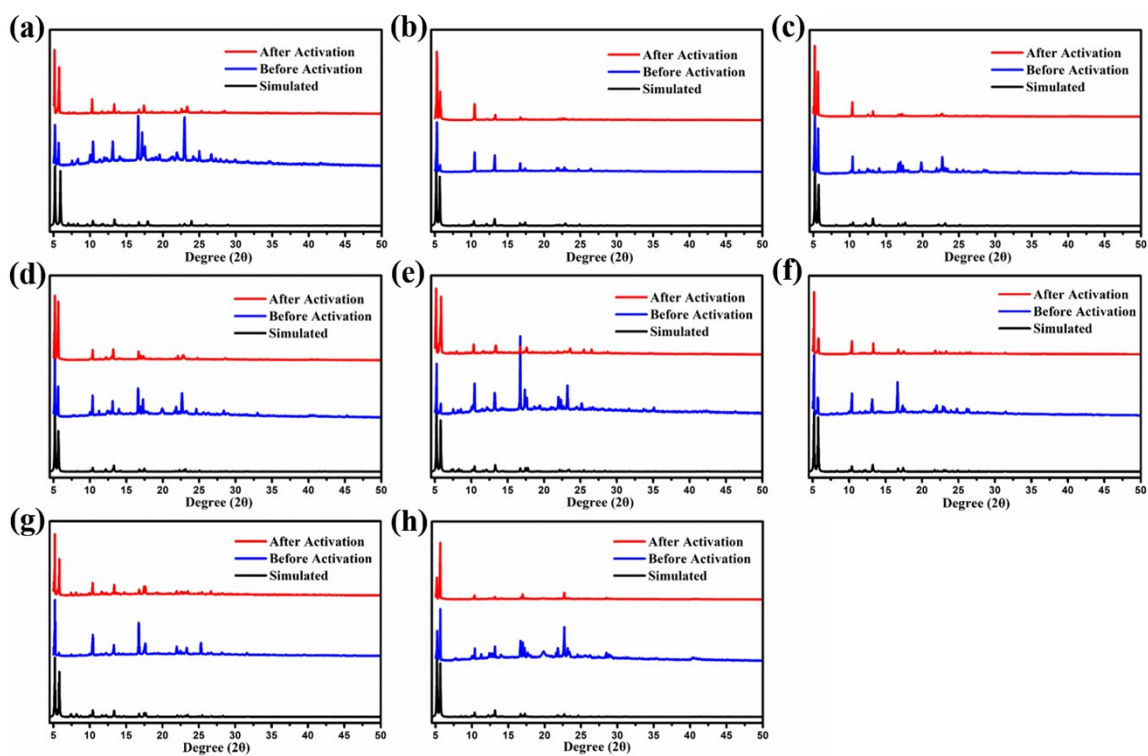 (a)
After Activation
Before Activation
Simulated
5 10 15 20 25 30 35 40 45 50
Degree (2θ)
(b)
After Activation
Before Activation
Simulated
5 10 15 20 25 30 35 40 45 50
Degree (2θ)
(c)
After Activation
Before Activation
Simulated
5 10 15 20 25 30 35 40 45 50
Degree (2θ)
(d)
After Activation
Before Activation
Simulated
5 10 15 20 25 30 35 40 45 50
Degree (2θ)
(e)
After Activation
Before Activation
Simulated
5 10 15 20 25 30 35 40 45 50
Degree (2θ)
(f)
After Activation
Before Activation
Simulated
5 10 15 20 25 30 35 40 45 50
Degree (2θ)
(g)
After Activation
Before Activation
Simulated
5 10 15 20 25 30 35 40 45 50
Degree (2θ)
(h)
After Activation
Before Activation
Simulated
5 10 15 20 25 30 35 40 45 50
Degree (2θ)